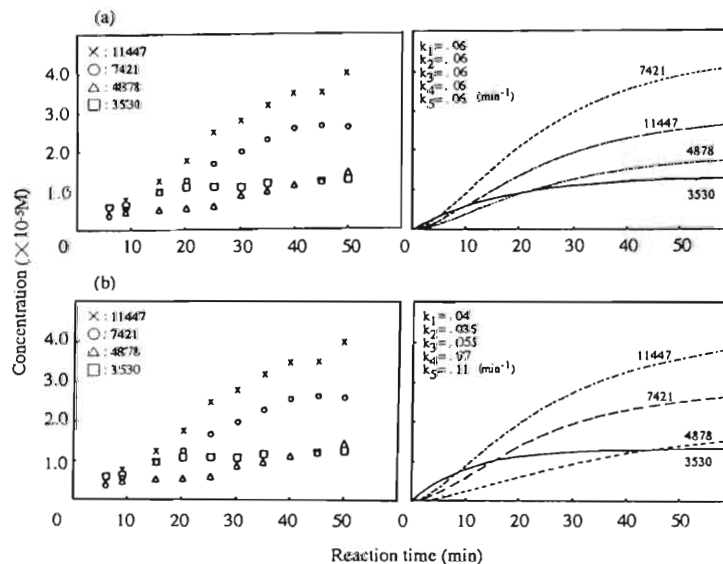 (a)
× : 11447
○ : 7421
△ : 4878
□ : 3530
4.0
3.0
2.0
1.0
0 10 20 30 40 50
k1= .06
k2= .06
k3= .06
k4= .06
k5= .06 (min⁻¹)
7421
11447
4878
3530
0 10 20 30 40 50
Concentration (×10⁻⁵M)
(b)
× : 11447
○ : 7421
△ : 4878
□ : 3530
4.0
3.0
2.0
1.0
0 10 20 30 40 50
k1= .04
k2= .035
k3= .055
k5= .11 (min⁻¹)
11447
7421
4878
3530
0 10 20 30 40 50
Reaction time (min)